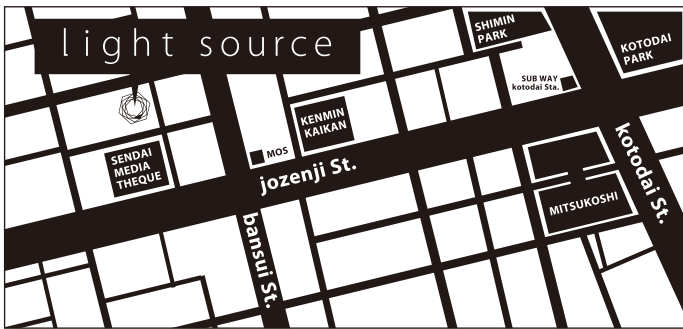 light source
SHIMIN
PARK
KOTODAI
PARK
SUB WAY
kotodai Sta.
KENMIN
KAIKAN
MOS
SENDAI
MEDIA
THEQUE
jozenji St.
kotodai St.
MITSUKOSHI
bansui St.